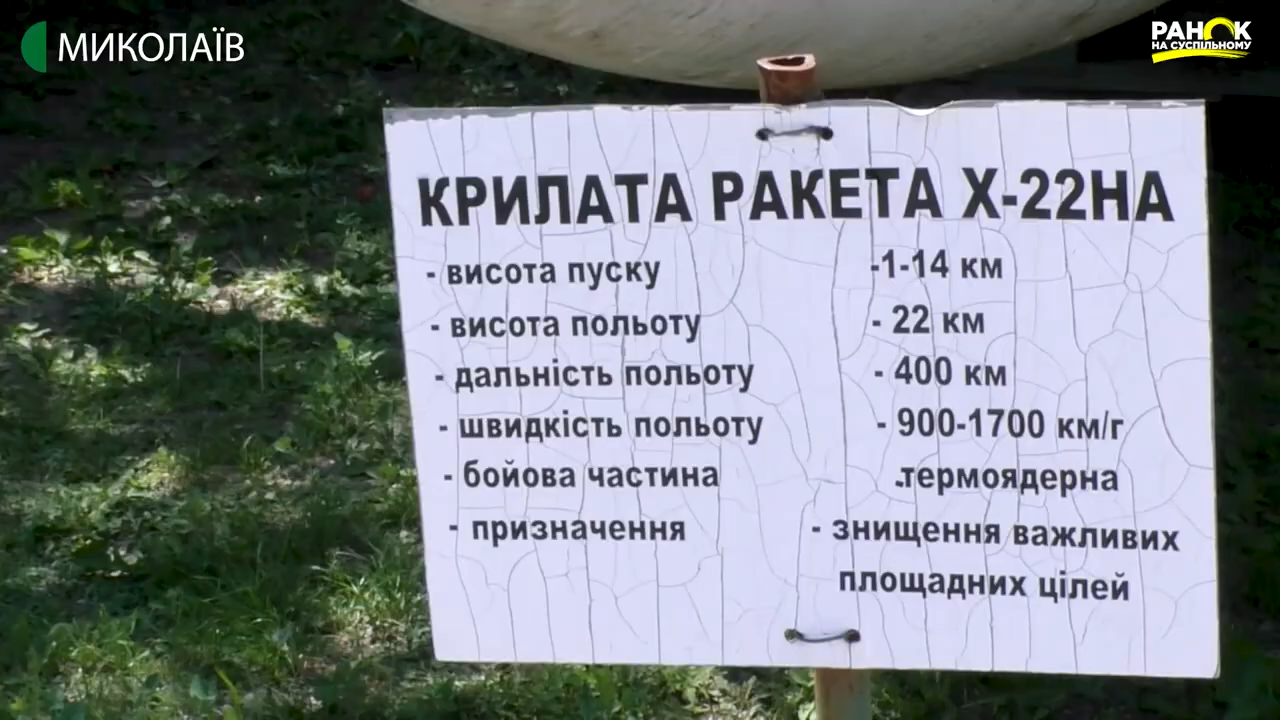 МИКОЛАЇВ
РАНОК
НА СУСПІЛЬНОМУ
КРИЛАТА РАКЕТА Х-22НА
- висота пуску -1-14 км
- висота польоту - 22 км
- дальність польоту - 400 км
- швидкість польоту - 900-1700 км/г
- бойова частина -термоядерна
- призначення - знищення важливих
площадних цілей